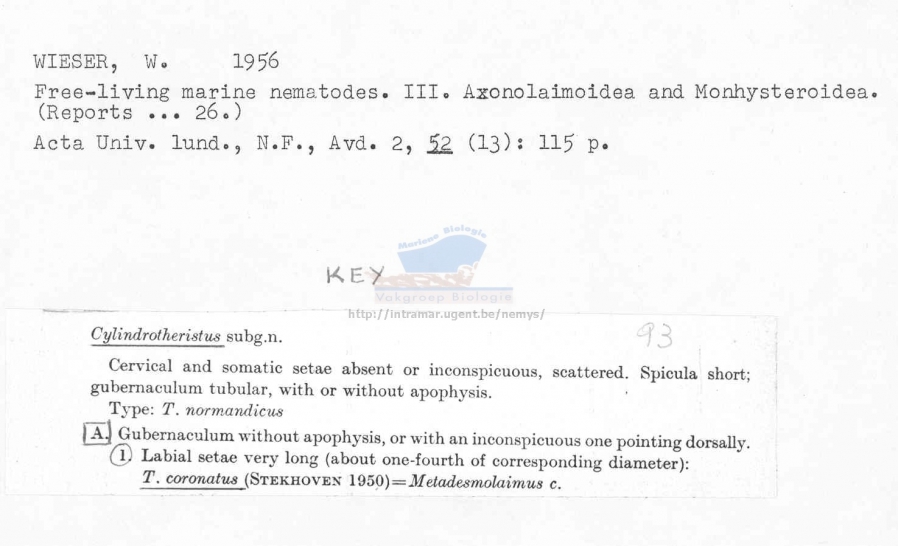 WIESER, W. 1956
Free-living marine nematodes. III. Axonolaimoidea and Monhysteroidea.
(Reports ... 26.)
Acta Univ. lund., N.F., Avd. 2, 52 (13): 115 p.
Mariene Biologie
KEY
Vakgroep Biologie
http://intramar.ugent.be/nemys/
93
Cylindrotheristus subg.n.
Cervical and somatic setae absent or inconspicuous, scattered. Spicula short;
gubernaculum tubular, with or without apophysis.
Type: T. normandicus
A. Gubernaculum without apophysis, or with an inconspicuous one pointing dorsally.
1. Labial setae very long (about one-fourth of corresponding diameter):
T. coronatus (STEKHOVEN 1950)=Metadesmolaimus c.